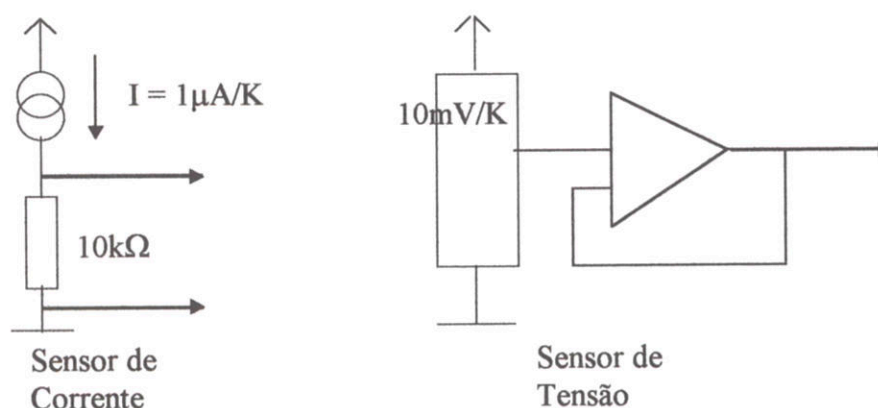 I = 1μA/K
10kΩ
Sensor de
Corrente
10mV/K
Sensor de
Tensão